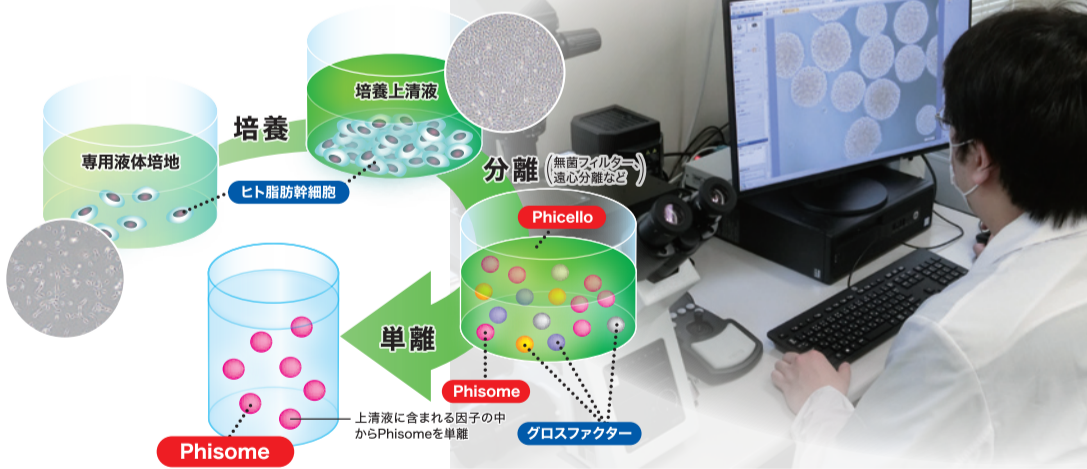 専用液体培地
培養
培養上清液
ヒト脂肪幹細胞
分離
無菌フィルター、
遠心分離など
Phicello
Phisome
グロスファクター
単離
上清液に含まれる因子の中
からPhisomeを単離
Phisome